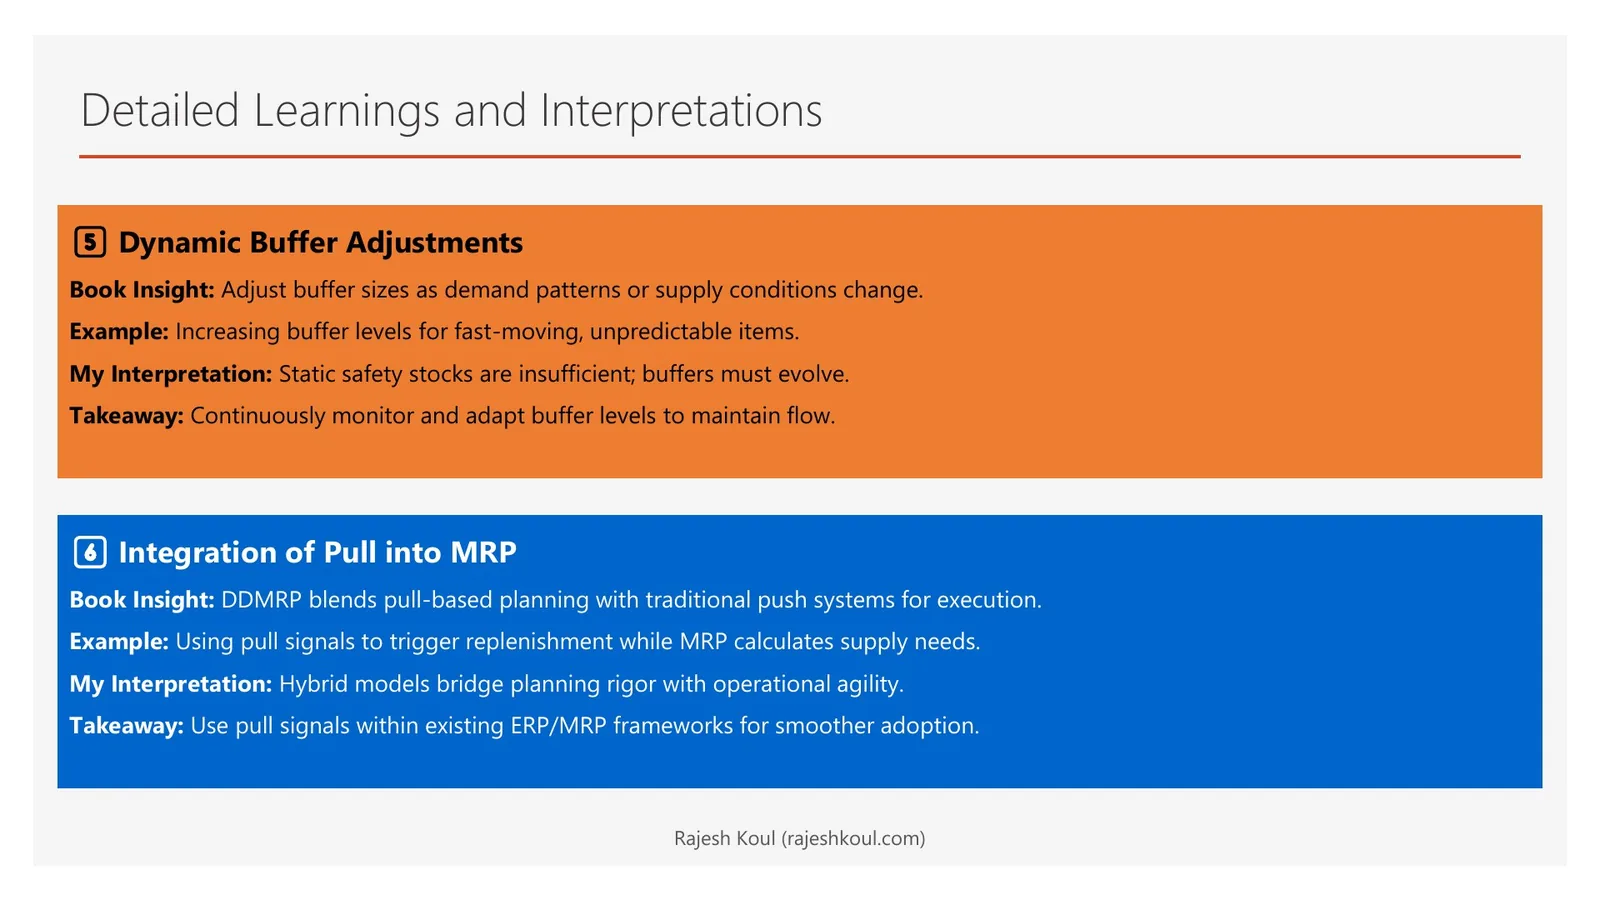 Detailed Learnings and Interpretations
5 Dynamic Buffer Adjustments
Book Insight: Adjust buffer sizes as demand patterns or supply conditions change.
Example: Increasing buffer levels for fast-moving, unpredictable items.
My Interpretation: Static safety stocks are insufficient; buffers must evolve.
Takeaway: Continuously monitor and adapt buffer levels to maintain flow.
6 Integration of Pull into MRP
Book Insight: DDMRP blends pull-based planning with traditional push systems for execution.
Example: Using pull signals to trigger replenishment while MRP calculates supply needs.
My Interpretation: Hybrid models bridge planning rigor with operational agility.
Takeaway: Use pull signals within existing ERP/MRP frameworks for smoother adoption.
Rajesh Koul (rajeshkoul.com)